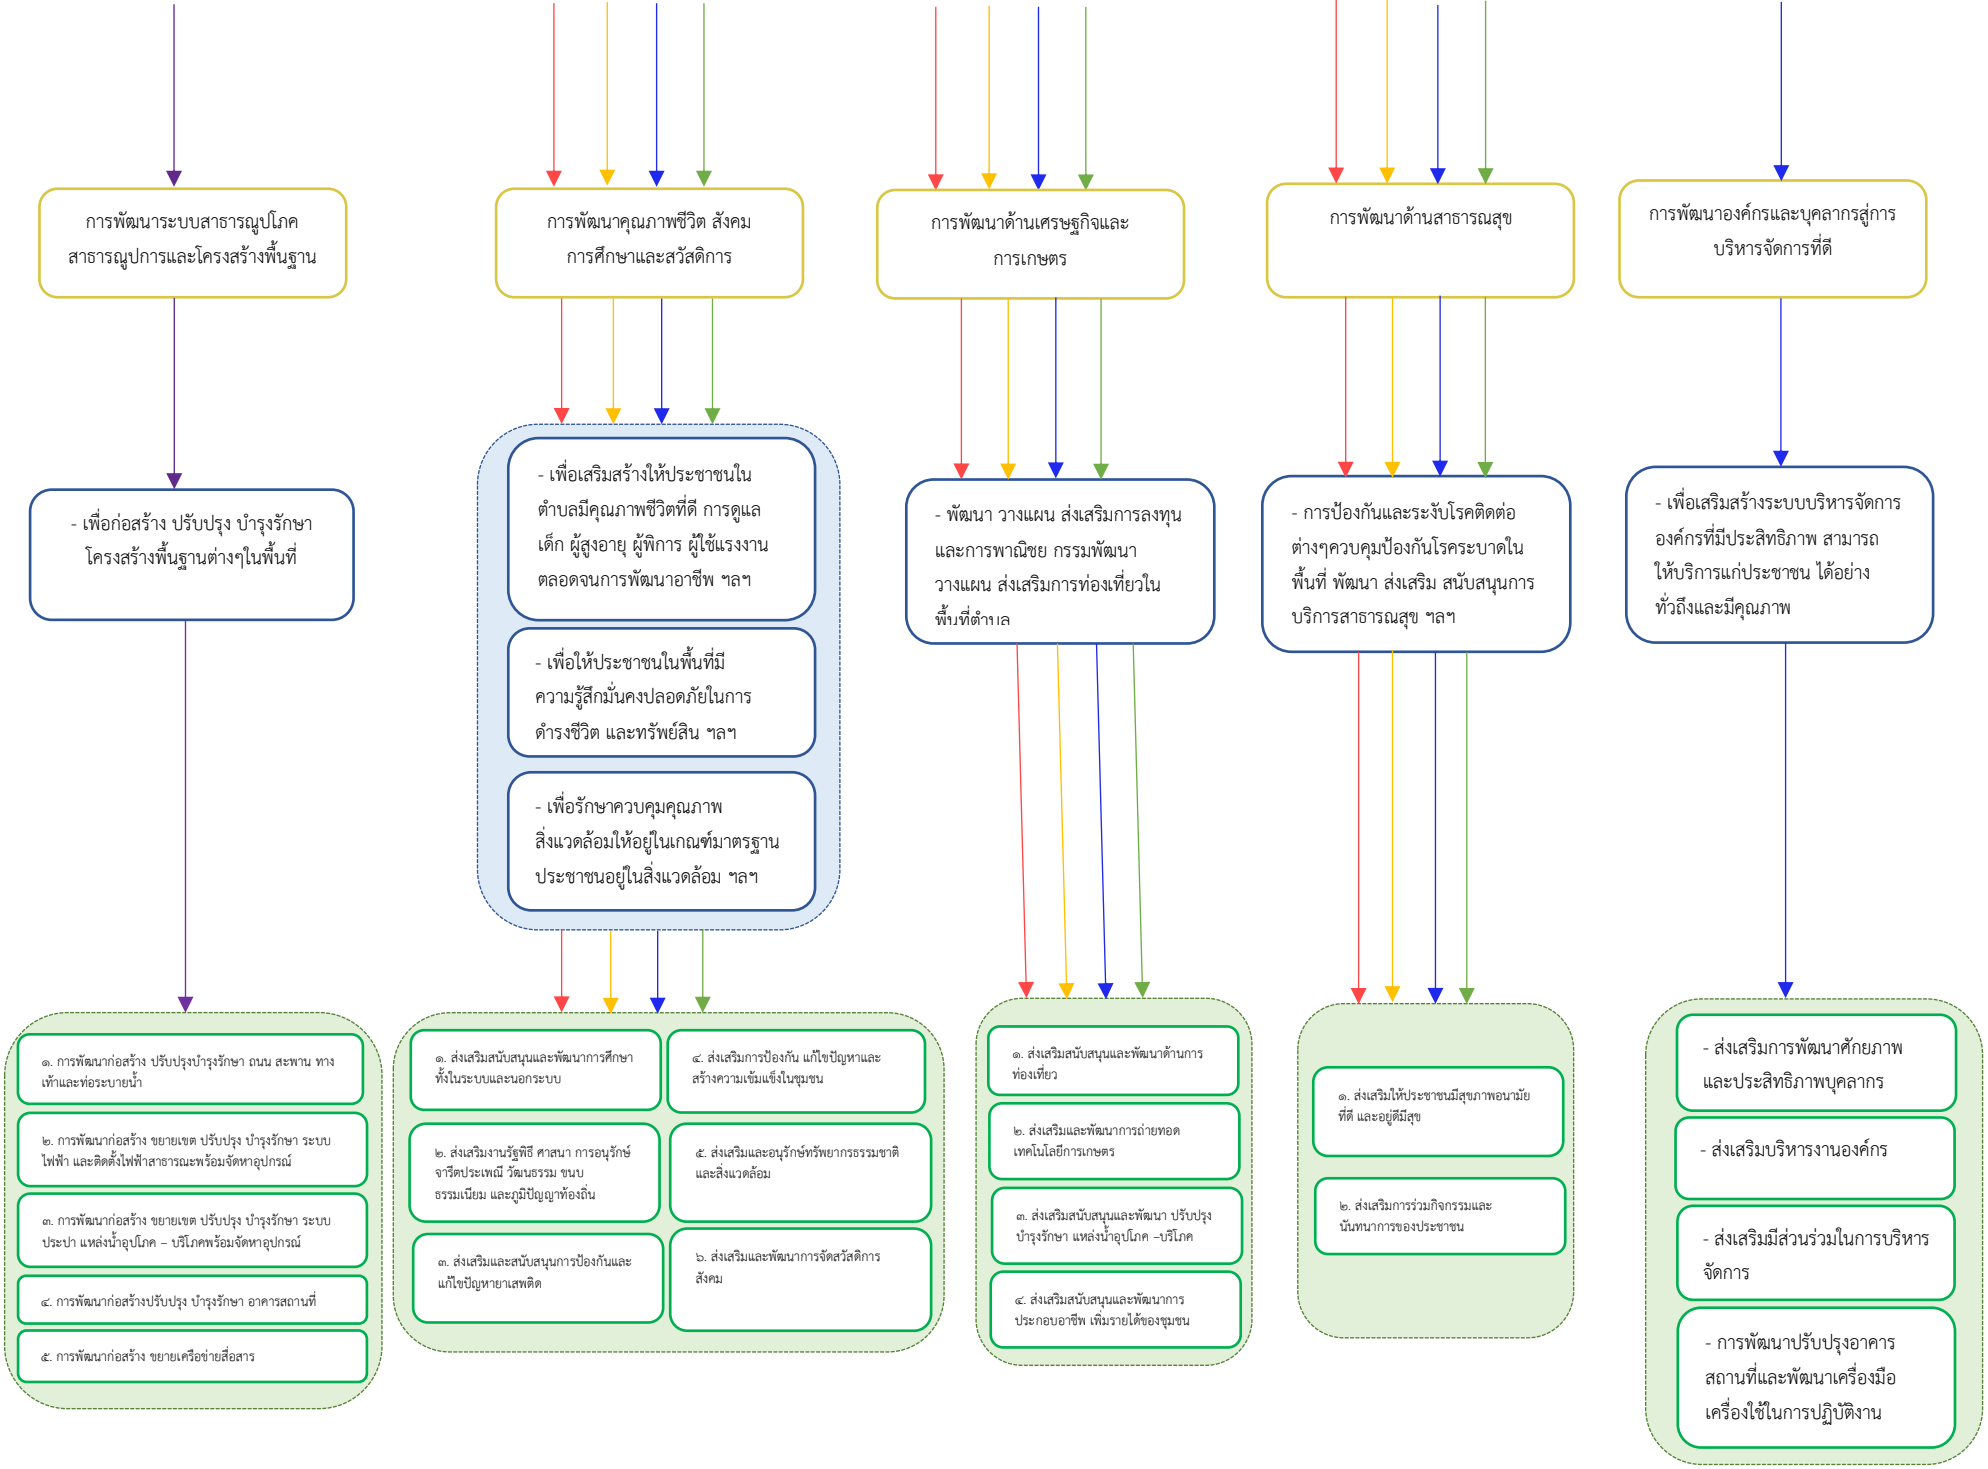 การพัฒนาระบบสาธารณูปโภค
สาธารณูปการและโครงสร้างพื้นฐาน
การพัฒนาคุณภาพชีวิต สังคม
การศึกษาและสวัสดิการ
การพัฒนาด้านเศรษฐกิจและ
การเกษตร
การพัฒนาด้านสาธารณสุข
การพัฒนาองค์กรและบุคลากรสู่การ
บริหารจัดการที่ดี
- เพื่อก่อสร้าง ปรับปรุง บำรุงรักษา
โครงสร้างพื้นฐานต่างๆในพื้นที่
- เพื่อเสริมสร้างให้ประชาชนใน
ตำบลมีคุณภาพชีวิตที่ดี การดูแล
เด็ก ผู้สูงอายุ ผู้พิการ ผู้ใช้แรงงาน
ตลอดจนการพัฒนาอาชีพ ฯลฯ
- เพื่อให้ประชาชนในพื้นที่มี
ความรู้สึกมั่นคงปลอดภัยในการ
ดำรงชีวิต และทรัพย์สิน ฯลฯ
- เพื่อรักษาควบคุมคุณภาพ
สิ่งแวดล้อมให้อยู่ในเกณฑ์มาตรฐาน
ประชาชนอยู่ในสิ่งแวดล้อม ฯลฯ
- พัฒนา วางแผน ส่งเสริมการลงทุน
และการพาณิชย กรรมพัฒนา
วางแผน ส่งเสริมการท่องเที่ยวใน
พื้นที่ตำบล
- การป้องกันและระงับโรคติดต่อ
ต่างๆควบคุมป้องกันโรคระบาดใน
พื้นที่ พัฒนา ส่งเสริม สนับสนุนการ
บริการสาธารณสุข ฯลฯ
- เพื่อเสริมสร้างระบบบริหารจัดการ
องค์กรที่มีประสิทธิภาพ สามารถ
ให้บริการแก่ประชาชน ได้อย่าง
ทั่วถึงและมีคุณภาพ
๑. การพัฒนาก่อสร้าง ปรับปรุงบำรุงรักษา ถนน สะพาน ทาง
เท้าและท่อระบายน้ำ
๒. การพัฒนาก่อสร้าง ขยายเขต ปรับปรุง บำรุงรักษา ระบบ
ไฟฟ้า และติดตั้งไฟฟ้าสาธารณะพร้อมจัดหาอุปกรณ์
๓. การพัฒนาก่อสร้าง ขยายเขต ปรับปรุง บำรุงรักษา ระบบ
ประปา แหล่งน้ำอุปโภค – บริโภคพร้อมจัดหาอุปกรณ์
๔. การพัฒนาก่อสร้างปรับปรุง บำรุงรักษา อาคารสถานที่
๕. การพัฒนาก่อสร้าง ขยายเครือข่ายสื่อสาร
๑. ส่งเสริมสนับสนุนและพัฒนาการศึกษา
ทั้งในระบบและนอกระบบ
๒. ส่งเสริมงานรัฐพิธี ศาสนา การอนุรักษ์
จารีตประเพณี วัฒนธรรม ขนบ
ธรรมเนียม และภูมิปัญญาท้องถิ่น
๓. ส่งเสริมและสนับสนุนการป้องกันและ
แก้ไขปัญหายาเสพติด
๔. ส่งเสริมการป้องกัน แก้ไขปัญหาและ
สร้างความเข้มแข็งในชุมชน
๕. ส่งเสริมและอนุรักษ์ทรัพยากรธรรมชาติ
และสิ่งแวดล้อม
๖. ส่งเสริมและพัฒนาการจัดสวัสดิการ
สังคม
๑. ส่งเสริมสนับสนุนและพัฒนาด้านการ
ท่องเที่ยว
๒. ส่งเสริมและพัฒนาการถ่ายทอด
เทคโนโลยีการเกษตร
๓. ส่งเสริมสนับสนุนและพัฒนา ปรับปรุง
บำรุงรักษา แหล่งน้ำอุปโภค –บริโภค
๔. ส่งเสริมสนับสนุนและพัฒนาการ
ประกอบอาชีพ เพิ่มรายได้ของชุมชน
๑. ส่งเสริมให้ประชาชนมีสุขภาพอนามัย
ที่ดี และอยู่ดีมีสุข
๒. ส่งเสริมการร่วมกิจกรรมและ
นันทนาการของประชาชน
- ส่งเสริมการพัฒนาศักยภาพ
และประสิทธิภาพบุคลากร
- ส่งเสริมบริหารงานองค์กร
- ส่งเสริมมีส่วนร่วมในการบริหาร
จัดการ
- การพัฒนาปรับปรุงอาคาร
สถานที่และพัฒนาเครื่องมือ
เครื่องใช้ในการปฏิบัติงาน